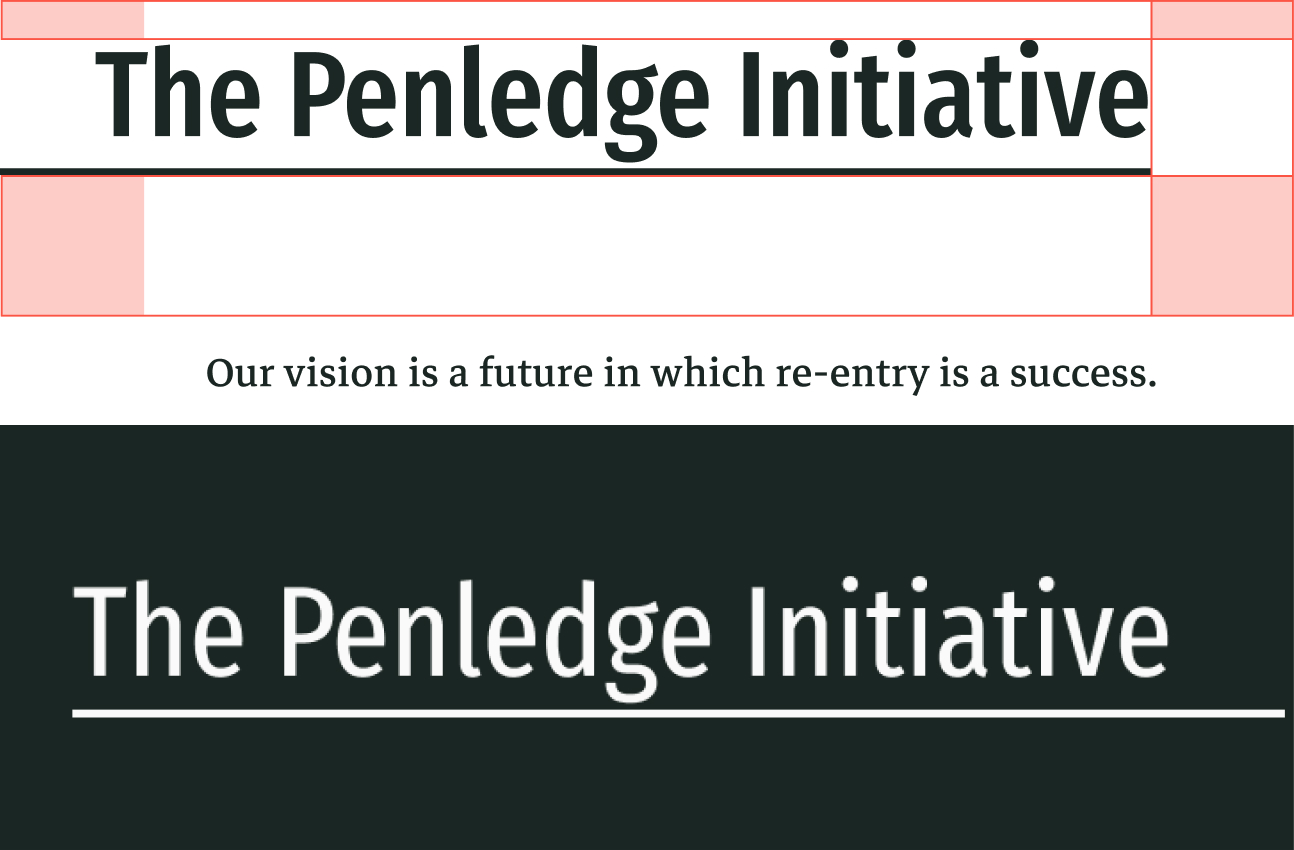 The Penledge Initiative
Our vision is a future in which re-entry is a success.
The Penledge Initiative